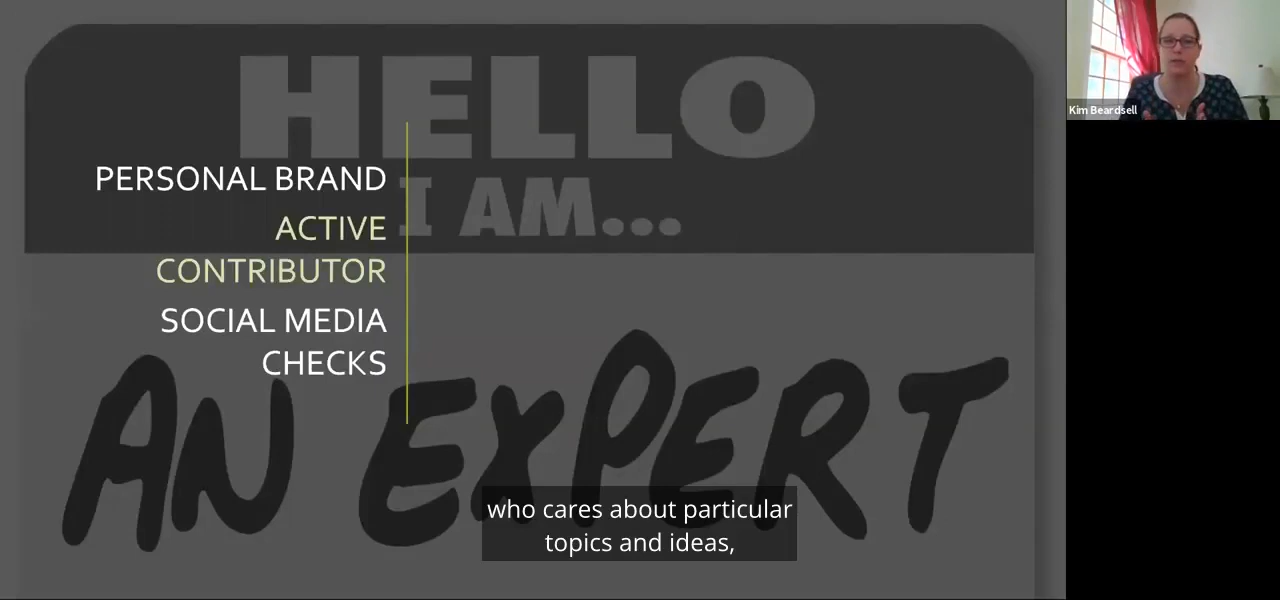 HELLO
I AM...
PERSONAL BRAND
ACTIVE
CONTRIBUTOR
SOCIAL MEDIA
CHECKS
AN EXPERT
who cares about particular
topics and ideas,
Kim Beardsell